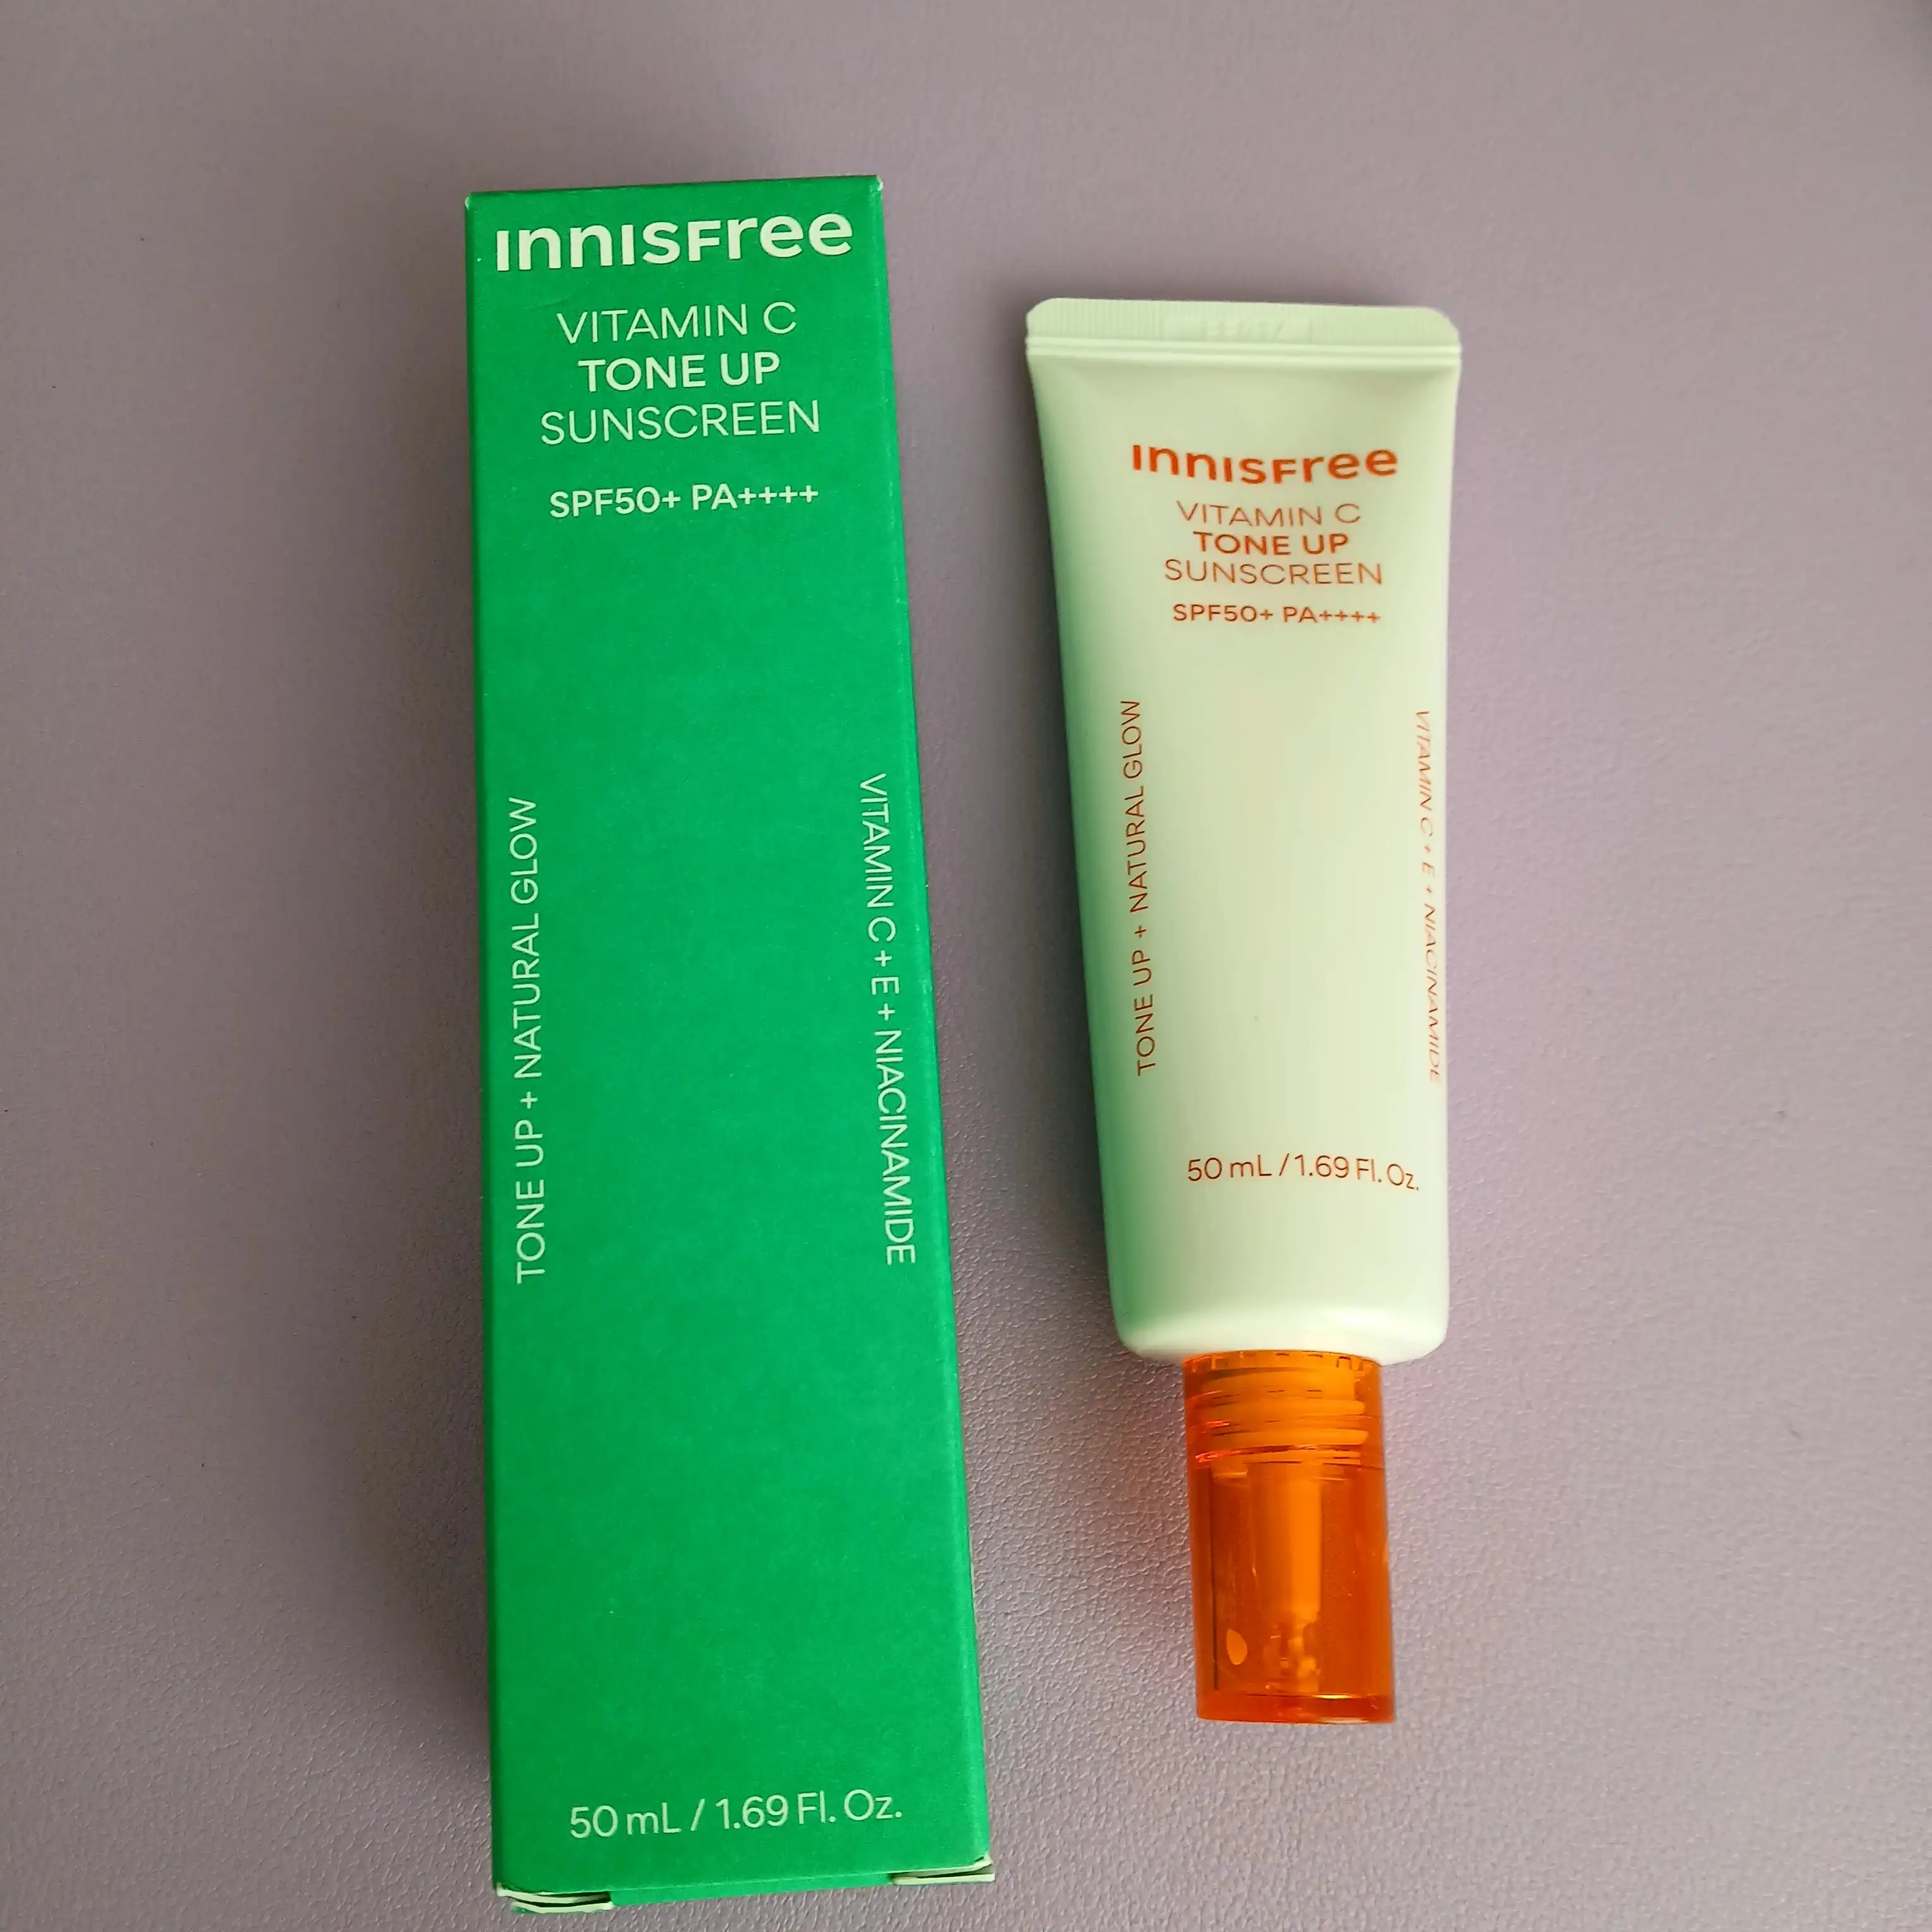 INNISFree
VITAMIN C
TONE UP
SUNSCREEN
SPF50+ PA++++
TONE UP + NATURAL GLOW
VITAMIN C + E + NIACINAMIDE
50 mL / 1.69 Fl. Oz.
INNISFree
VITAMIN C
TONE UP
SUNSCREEN
SPF50+ PA++++
TONE UP + NATURAL GLOW
VITAMIN C + E + NIACINAMIDE
50 mL / 1.69 Fl. Oz.